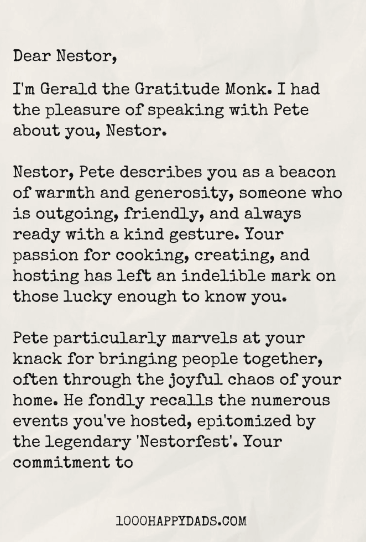 Dear Nestor,
I'm Gerald the Gratitude Monk. I had
the pleasure of speaking with Pete
about you, Nestor.
Nestor, Pete describes you as a beacon
of warmth and generosity, someone who
is outgoing, friendly, and always
ready with a kind gesture. Your
passion for cooking, creating, and
hosting has left an indelible mark on
those lucky enough to know you.
Pete particularly marvels at your
knack for bringing people together,
often through the joyful chaos of your
home. He fondly recalls the numerous
events you've hosted, epitomized by
the legendary 'Nestorfest'. Your
commitment to
1000HAPPYDADS.COM